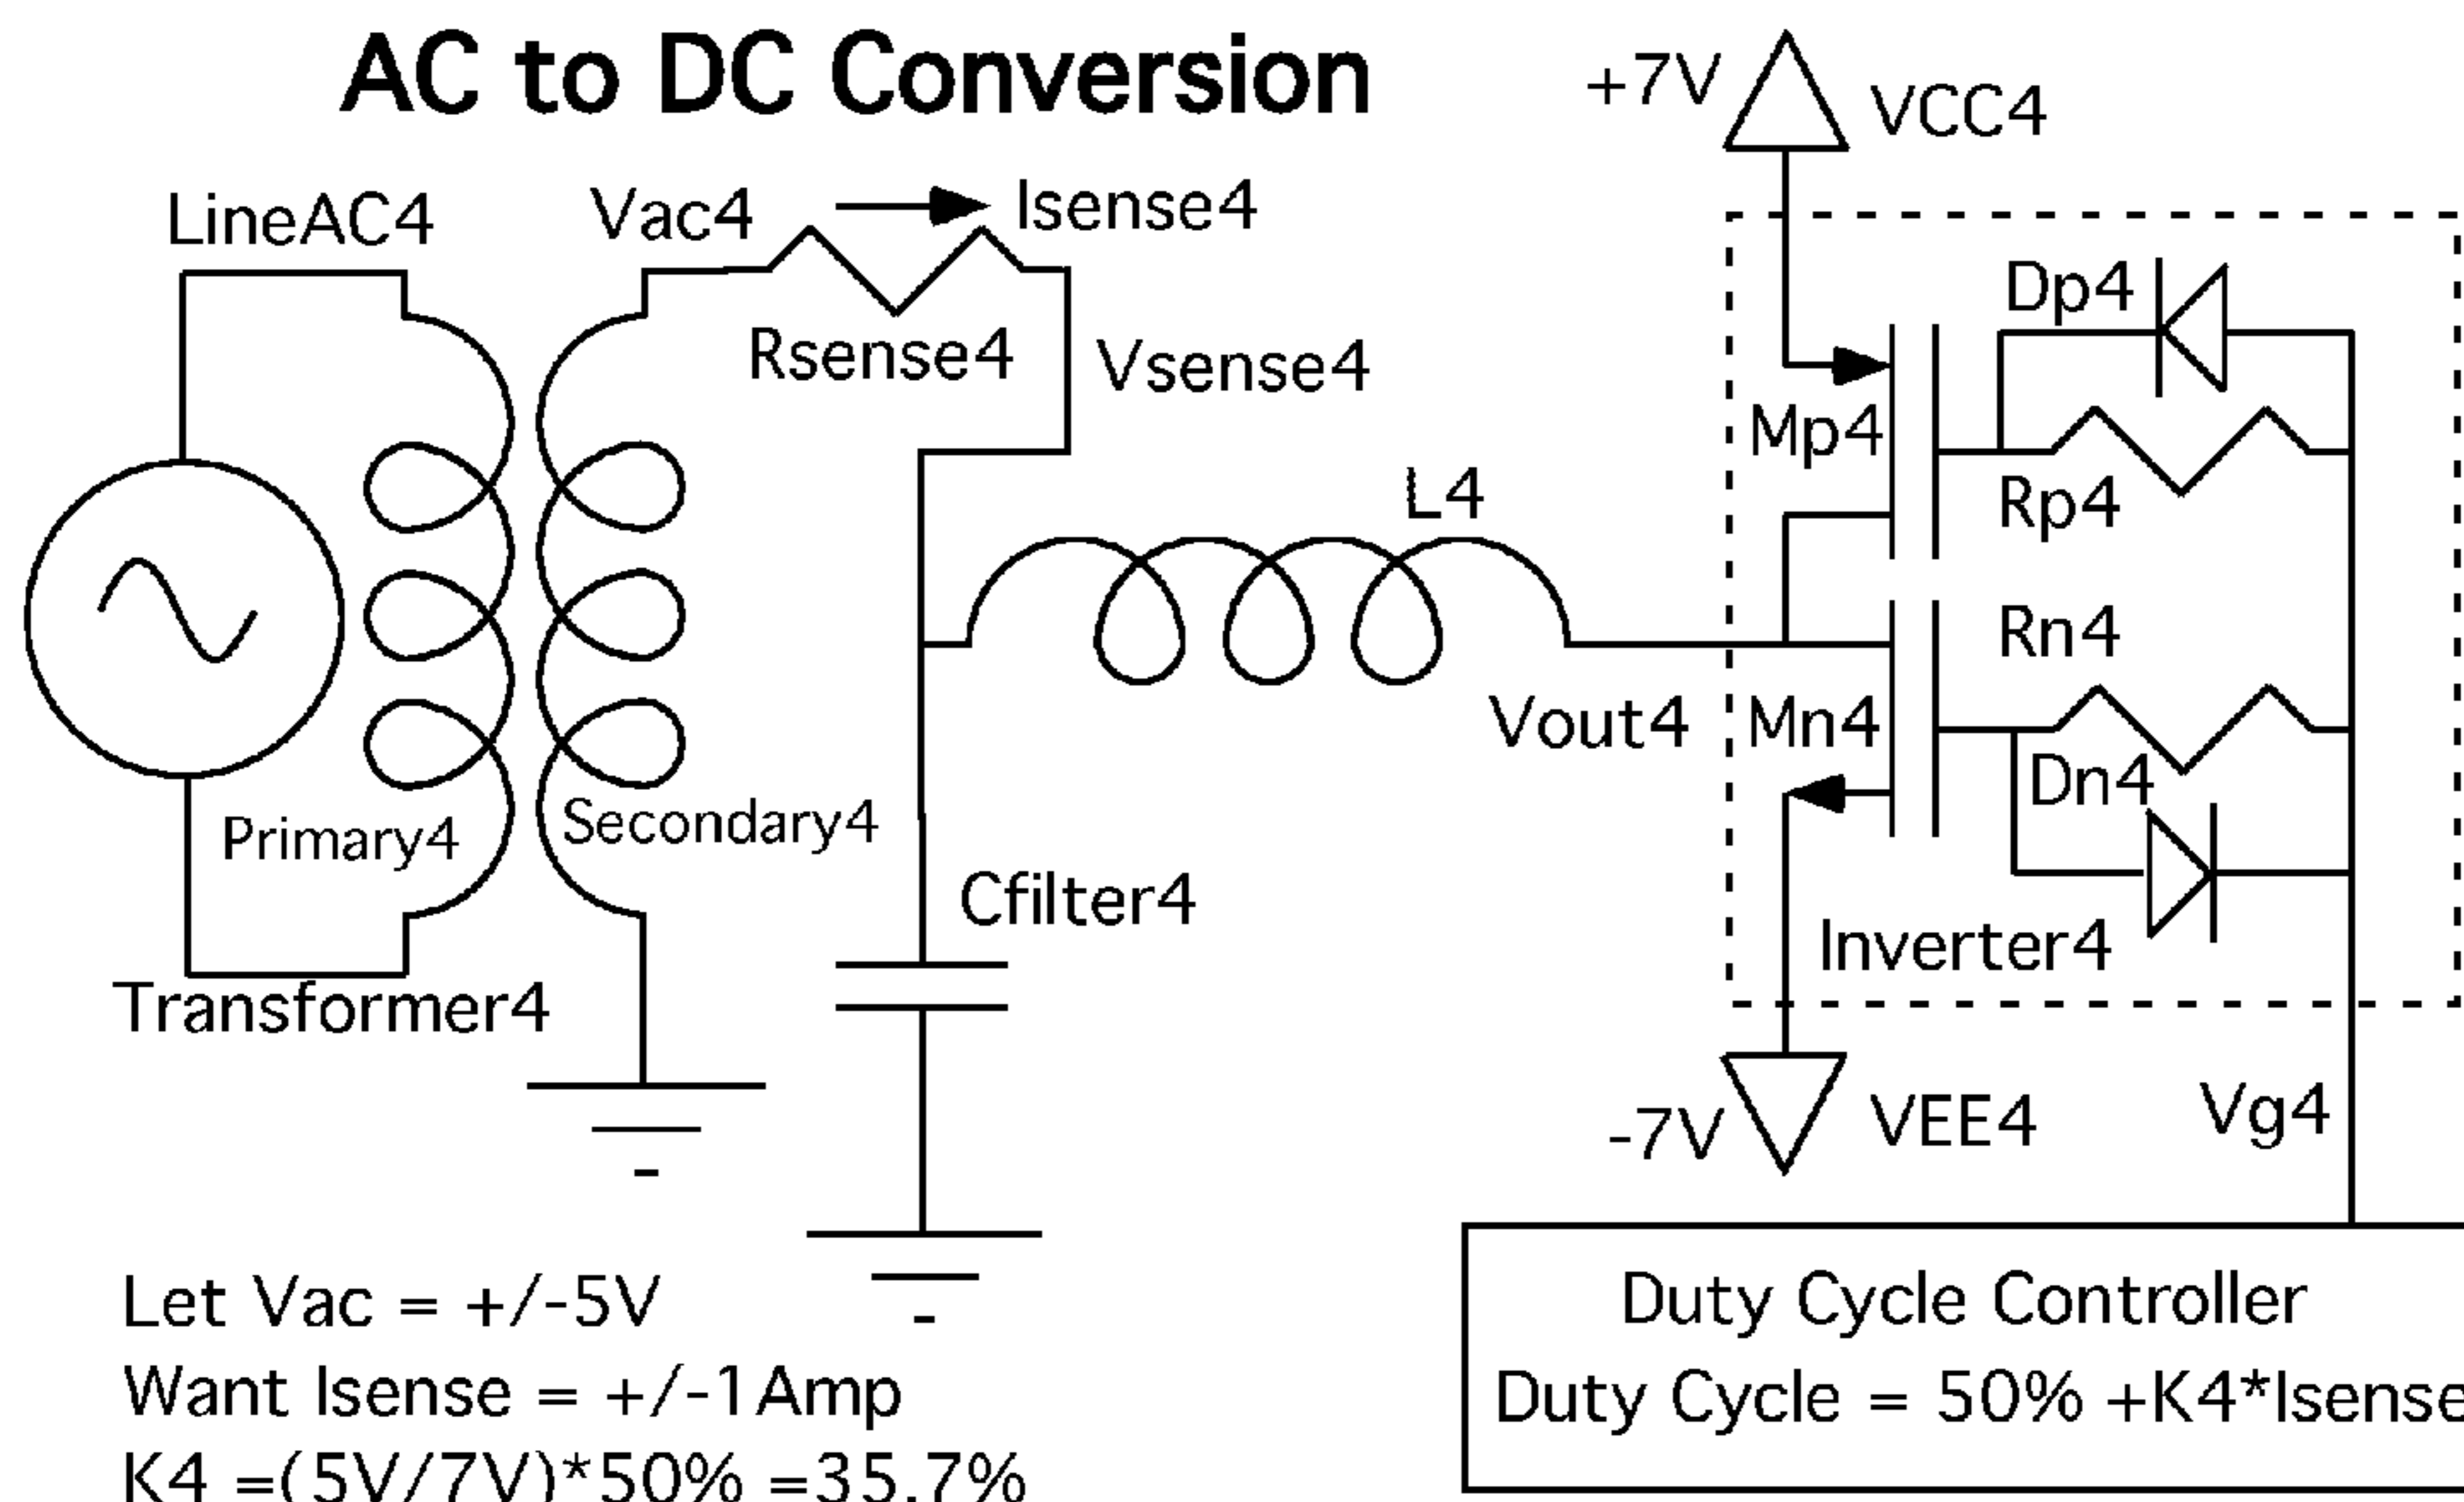 AC to DC Conversion
+7V
VCC4
LineAC4
Vac4
Isense4
Rsense4
Vsense4
Dp4
Mp4
Rp4
L4
Rn4
Vout4
Mn4
Dn4
Primary4
Secondary4
Cfilter4
Inverter4
Transformer4
-7V
VEE4
Vg4
Let Vac = +/-5V
Want Isense = +/-1Amp
K4 =(5V/7V)*50% =35.7%
Duty Cycle Controller
Duty Cycle = 50% +K4*Isense